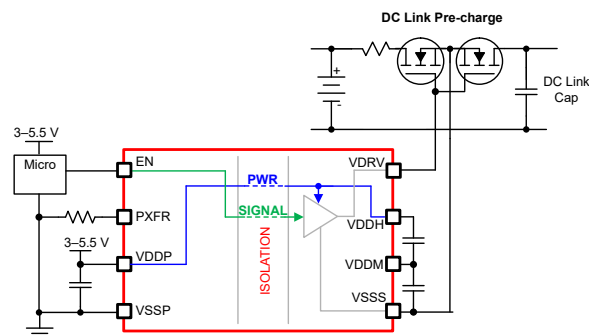 DC Link Pre-charge
+
-
DC Link
Cap
3–5.5 V
Micro
EN
VDRV
PWR
SIGNAL
PXFR
VDDH
ISOLATION
3–5.5 V
VDDP
VDDM
VSSP
VSSS